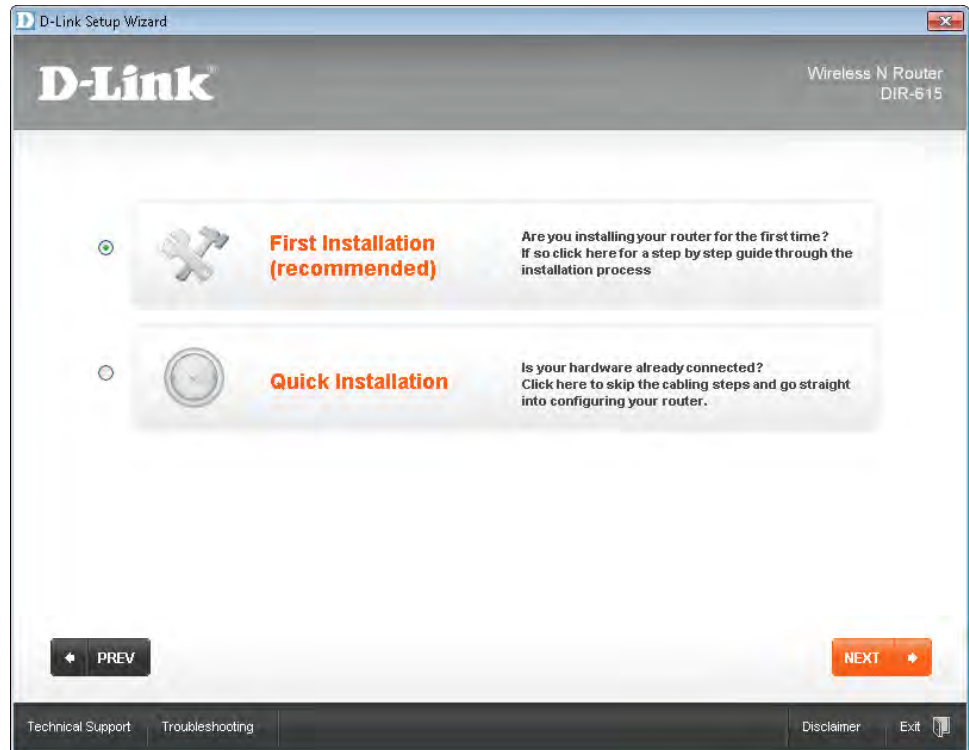 D-Link Setup Wizard
D-Link
Wireless N Router
DIR-615
First Installation
(recommended)
Are you installing your router for the first time?
If so click here for a step by step guide through the
installation process
Quick Installation
Is your hardware already connected?
Click here to skip the cabling steps and go straight
into configuring your router.
PREV
NEXT
Technical Support
Troubleshooting
Disclaimer
Exit